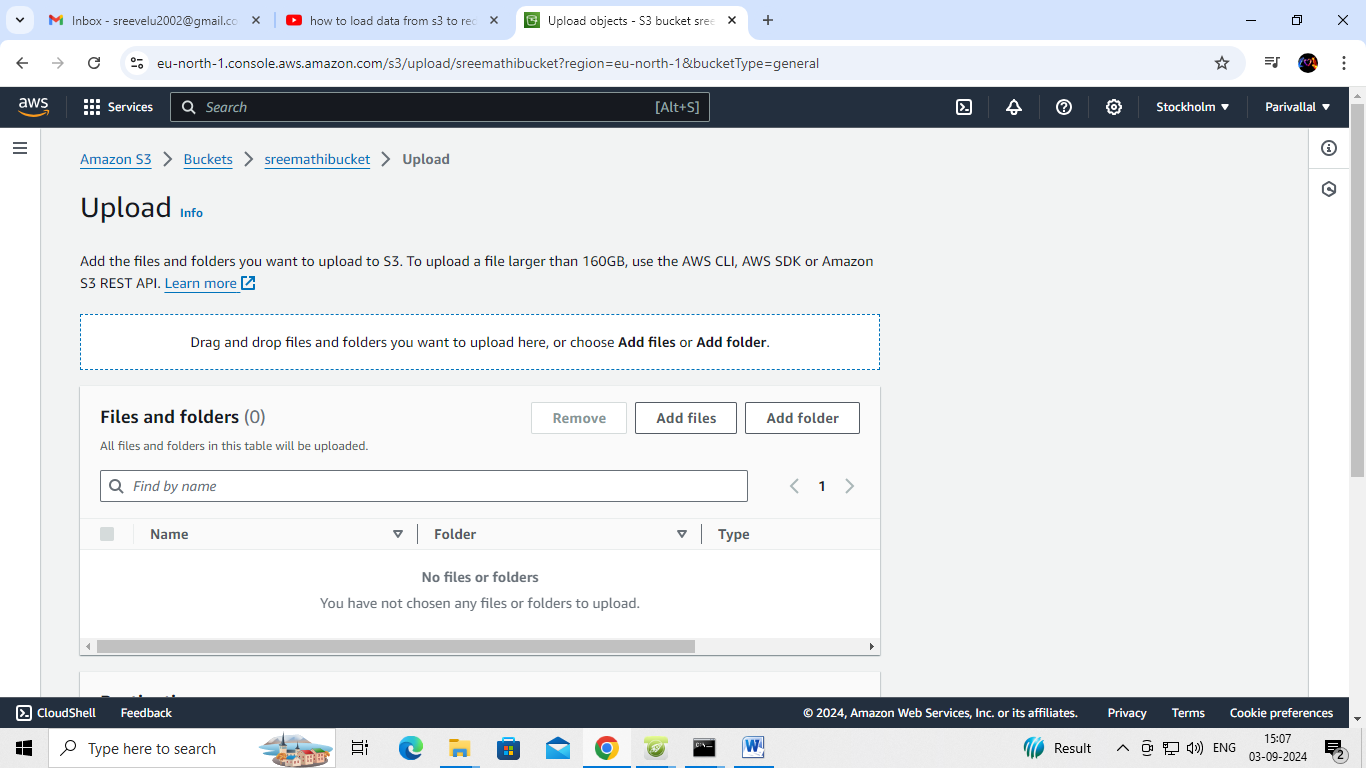 Inbox - sreevelu2002@gmail.co
how to load data from s3 to rec
Upload objects - S3 bucket sree
eu-north-1.console.aws.amazon.com/s3/upload/sreemathibucket?region=eu-north-1&bucketType=general
aws
Services
Search
[Alt+S]
Stockholm
Parivallal
Amazon S3
Buckets
sreemathibucket
Upload
Upload Info
Add the files and folders you want to upload to S3. To upload a file larger than 160GB, use the AWS CLI, AWS SDK or Amazon
S3 REST API. Learn more
Drag and drop files and folders you want to upload here, or choose Add files or Add folder.
Files and folders (0)
Remove
Add files
Add folder
All files and folders in this table will be uploaded.
Find by name
1
Name
Folder
Type
No files or folders
You have not chosen any files or folders to upload.
CloudShell
Feedback
© 2024, Amazon Web Services, Inc. or its affiliates.
Privacy
Terms
Cookie preferences
Type here to search
Result
ENG
15:07
03-09-2024
2